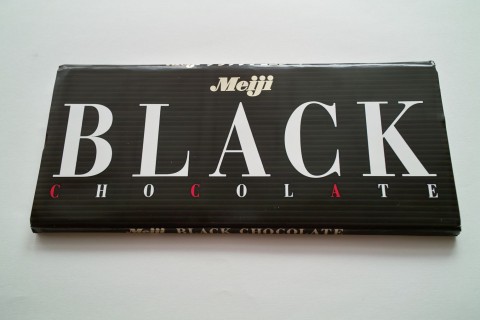 Meiji
BLACK
CHOCOLATE
Meiji BLACK CHOCOLATE